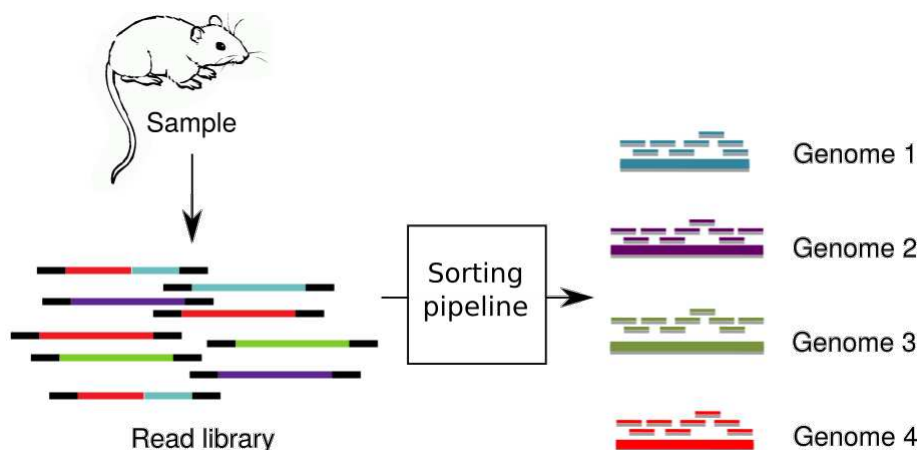 Sample
Genome 1
Genome 2
Sorting
pipeline
Genome 3
Read library
Genome 4